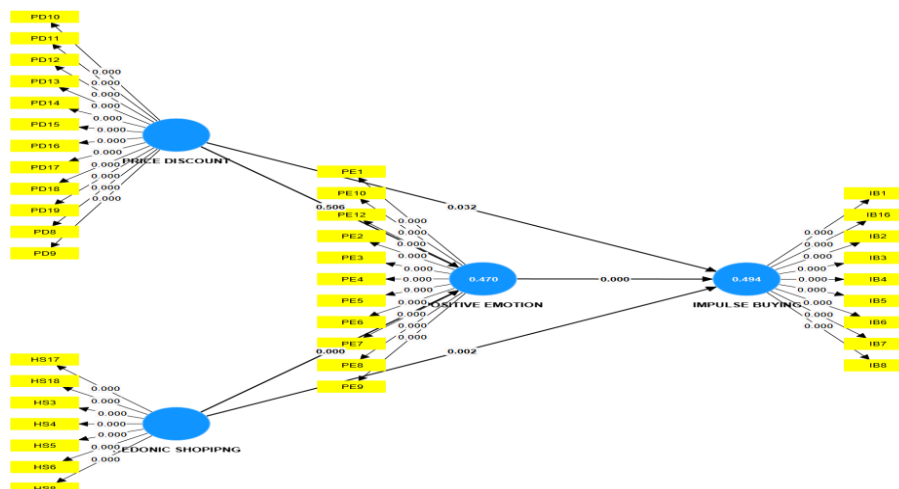 PD10
PD11
PD12
PD13
PD14
PD15
PD16
PD17
PD18
PD19
PD8
PD9
0.000
0.000
0.000
0.000
0.000
0.000
0.000
0.000
0.000
0.000
0.000
0.000
PRICE DISCOUNT
0.506
0.032
PE1
PE10
PE12
PE2
PE3
PE4
PE5
PE6
PE7
PE8
PE9
0.000
0.000
0.000
0.000
0.000
0.000
0.000
0.000
0.000
0.000
0.000
0.470
OSITIVE EMOTION
0.000
0.494
IMPULSE BUYING
0.000
0.000
0.000
0.000
0.000
0.000
0.000
0.000
0.000
IB1
IB16
IB2
IB3
IB4
IB5
IB6
IB7
IB8
0.000
0.002
HS17
HS18
HS3
HS4
HS5
HS6
HS8
0.000
0.000
0.000
0.000
0.000
0.000
0.000
EDONIC SHOPIPNG